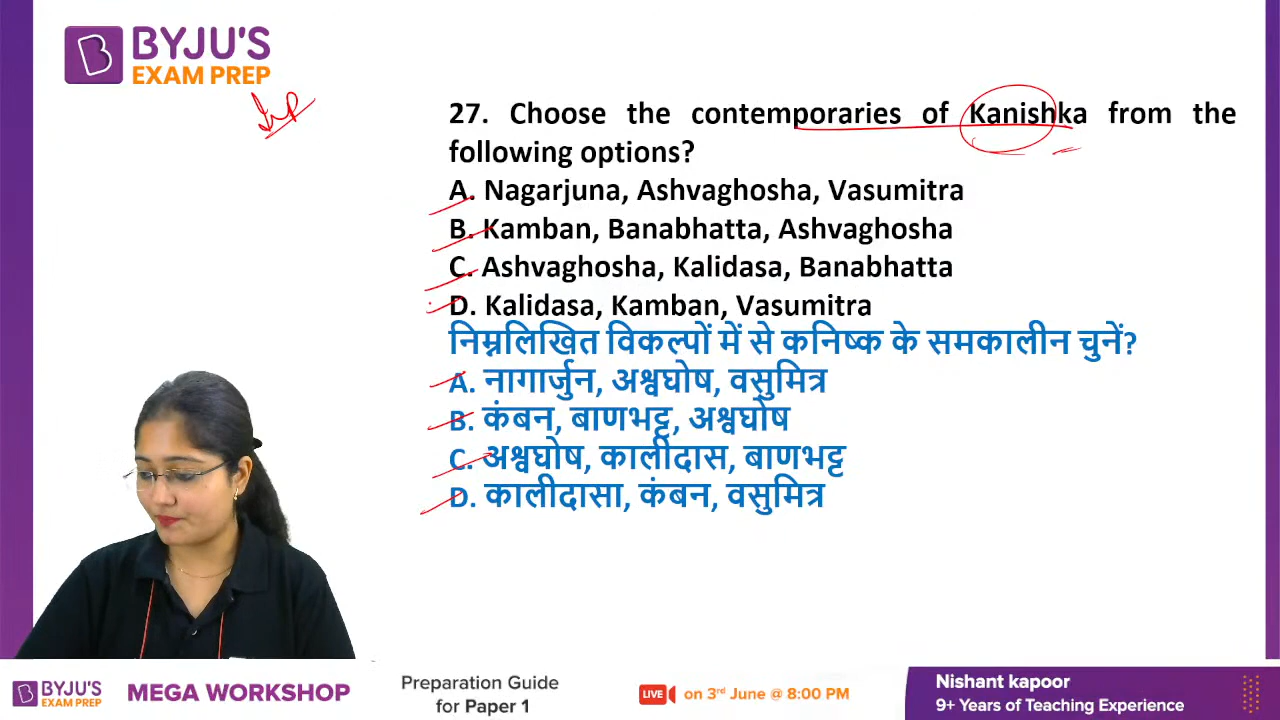 BYJU'S
EXAM PREP
Imp
27. Choose the contemporaries of Kanishka from the
following options?
A. Nagarjuna, Ashvaghosha, Vasumitra
B. Kamban, Banabhatta, Ashvaghosha
C. Ashvaghosha, Kalidasa, Banabhatta
D. Kalidasa, Kamban, Vasumitra
निम्नलिखित विकल्पों में से कनिष्क के समकालीन चुनें?
A. नागार्जुन, अश्वघोष, वसुमित्र
B. कंबन, बाणभट्ट, अश्वघोष
C. अश्वघोष, कालीदास, बाणभट्ट
D. कालीदासा, कंबन, वसुमित्र
BYJU'S
EXAM PREP
MEGA WORKSHOP
Preparation Guide
for Paper 1
LIVE on 3rd June @ 8:00 PM
Nishant kapoor
9+ Years of Teaching Experience